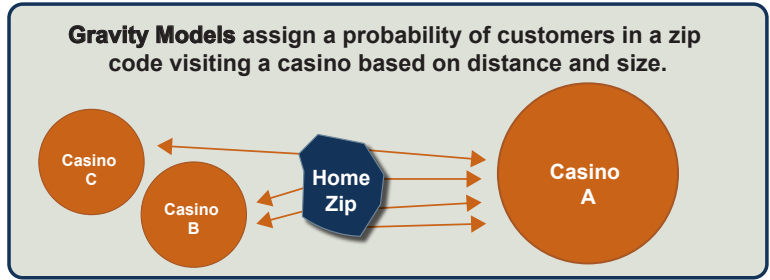 Gravity Models assign a probability of customers in a zip
code visiting a casino based on distance and size.
Casino
C
Casino
B
Home
Zip
Casino
A